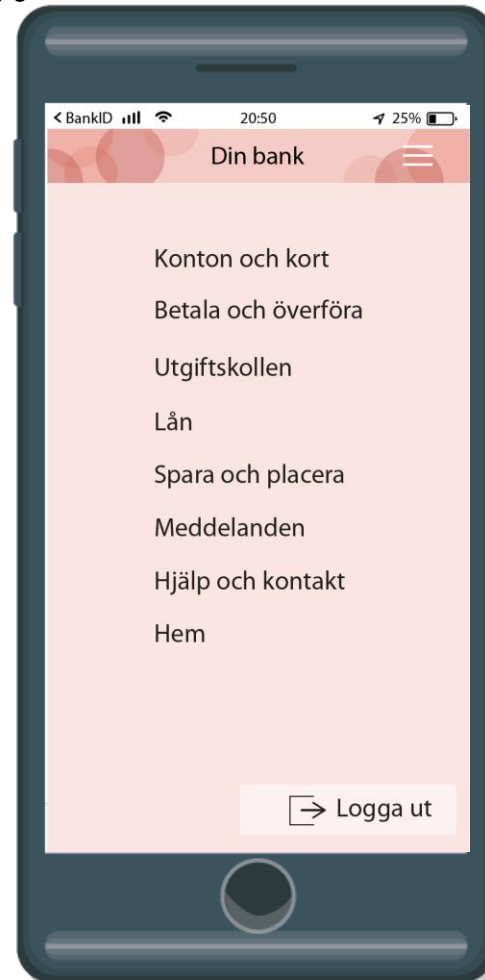 < BankID 20:50 25%
Din bank
Konton och kort
Betala och överföra
Utgiftskollen
Lån
Spara och placera
Meddelanden
Hjälp och kontakt
Hem
Logga ut